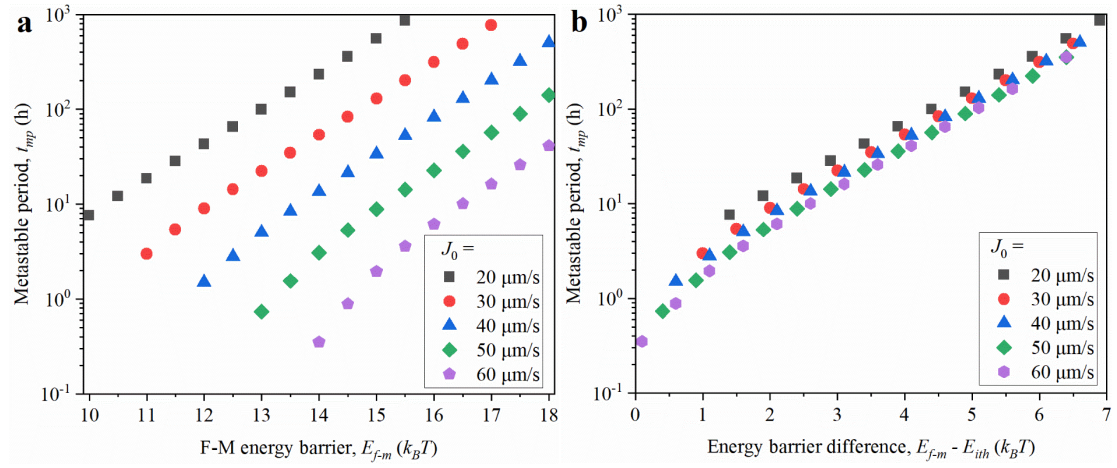 a
Metastable period, t_mp (h)
10³
10²
10¹
10⁰
10⁻¹
10 11 12 13 14 15 16 17 18
F-M energy barrier, E_f-m (k_BT)
J₀ =
20 μm/s
30 μm/s
40 μm/s
50 μm/s
60 μm/s
b
Metastable period, t_mp (h)
10³
10²
10¹
10⁰
10⁻¹
0 1 2 3 4 5 6 7
Energy barrier difference, E_f-m - E_ith (k_BT)
J₀ =
20 μm/s
30 μm/s
40 μm/s
50 μm/s
60 μm/s